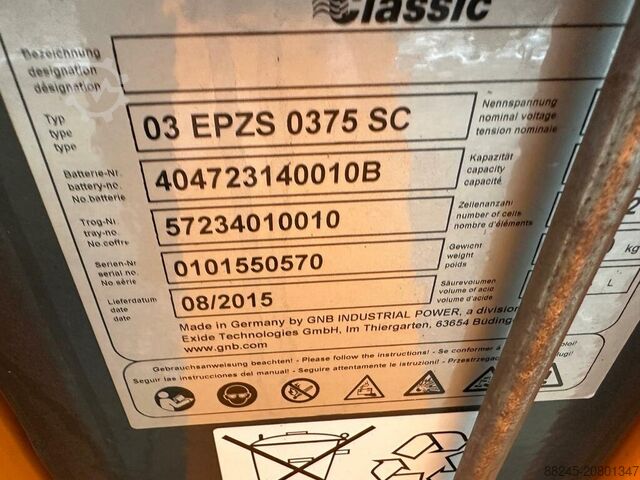 Classic
Bezeichnung
designation
désignation
Typ
type
type
03 EPZS 0375 SC
Nennspannung
nominal voltage
tension nominale
Batterie-Nr.
battery-no.
No.batterie
404723140010B
Kapazität
capacity
capacité
Trog-Nr.
tray-no.
No.coffre
57234010010
Zellenanzahl
number of cells
nombre d'éléments
Serien-Nr
serial no.
No série
0101550570
Gewicht
weight
poids
kg
Lieferdatum
date
date
08/2015
Säurevolumen
volume of acid
volume d'acide
L
Made in Germany by GNB INDUSTRIAL POWER, a division
Exide Technologies GmbH, Im Thiergarten, 63654 Büdingen
www.gnb.com
Gebrauchsanweisung beachten! - Please follow the instructions! - Se conformer à
Seguir las instrucciones del manual! - Seguire attentamente le istruzioni! - Przestrzegać
88245-20801347